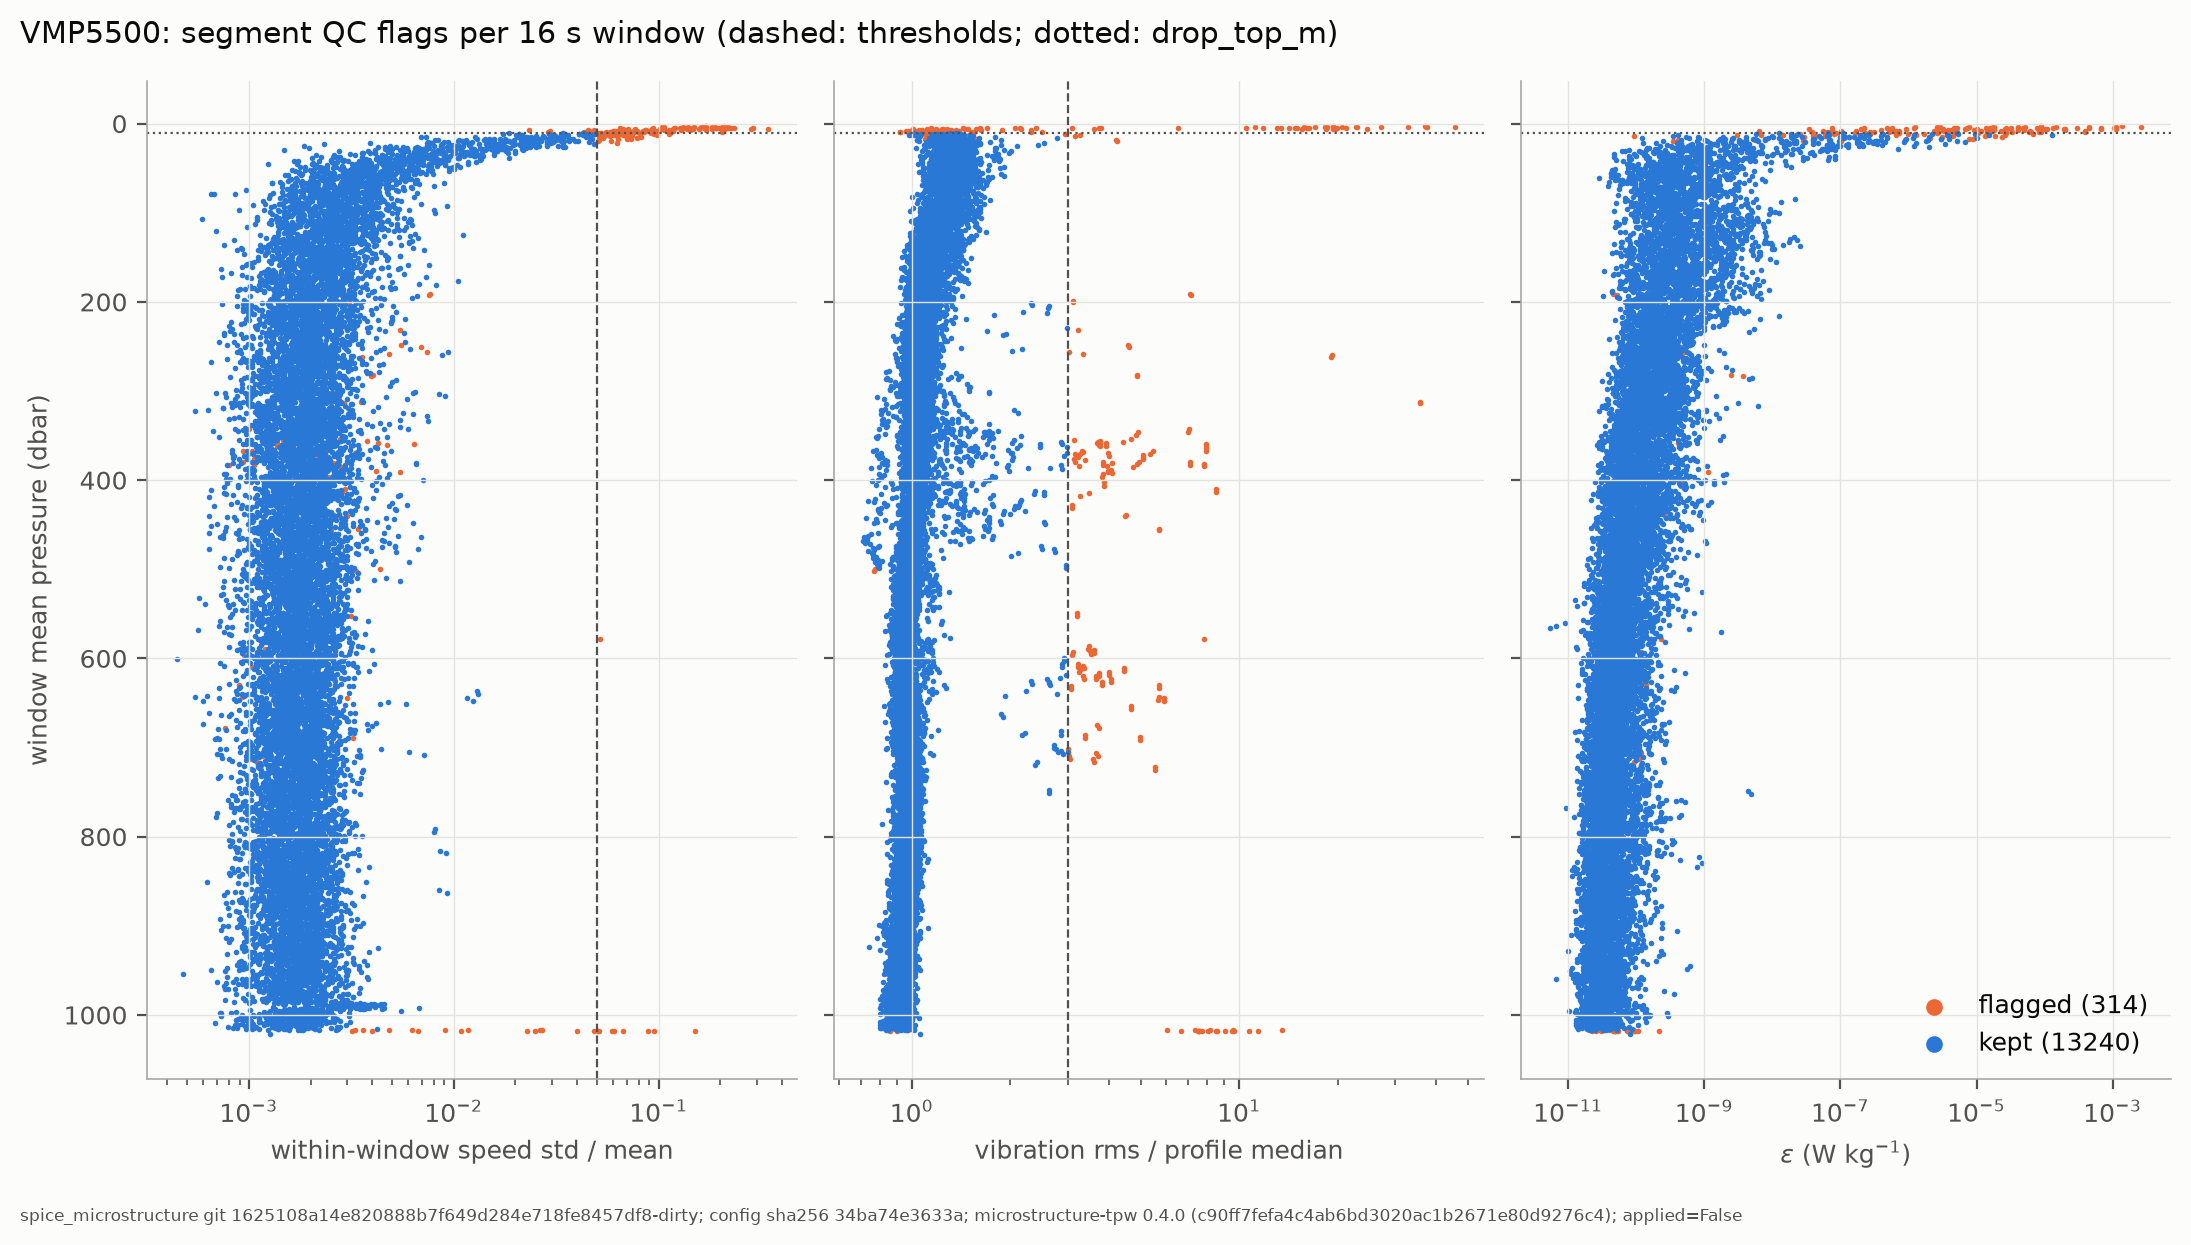 VMP5500: segment QC flags per 16 s window (dashed: thresholds; dotted: drop_top_m)
window mean pressure (dbar)
0
200
400
600
800
1000
10⁻³ 10⁻² 10⁻¹
within-window speed std / mean
10⁰ 10¹
vibration rms / profile median
flagged (314)
kept (13240)
10⁻¹¹ 10⁻⁹ 10⁻⁷ 10⁻⁵ 10⁻³
ε (W kg⁻¹)
spice_microstructure git 1625108a14e820888b7f649d284e718fe8457df8-dirty; config sha256 34ba74e3633a; microstructure-tpw 0.4.0 (c90ff7fefa4c4ab6bd3020ac1b2671e80d9276c4); applied=False